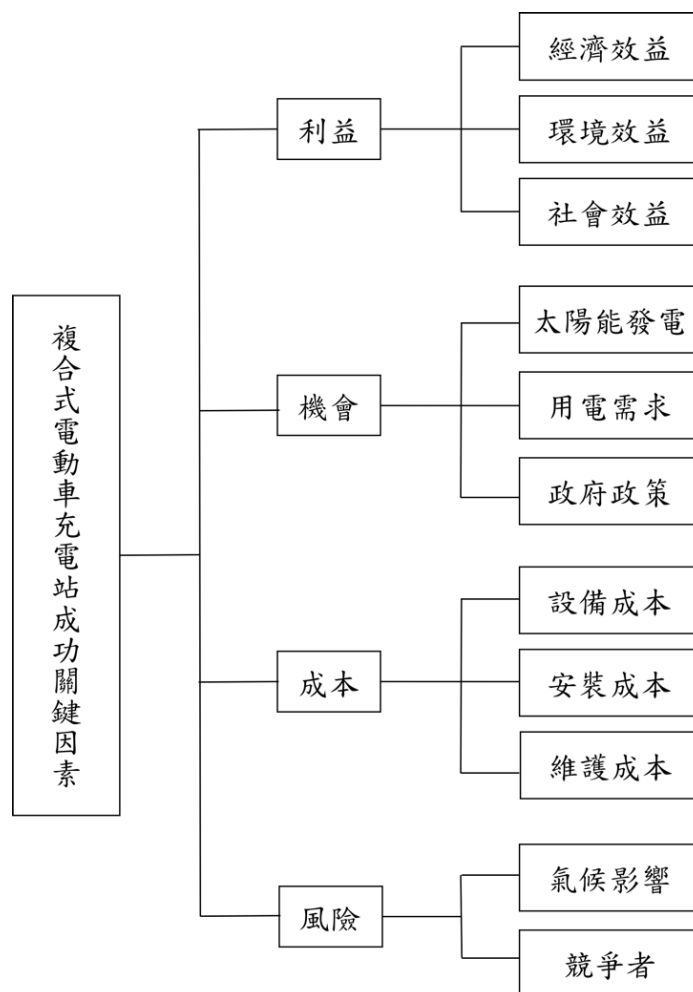 複合式電動車充電站成功關鍵因素
利益
經濟效益
環境效益
社會效益
機會
太陽能發電
用電需求
政府政策
成本
設備成本
安裝成本
維護成本
風險
氣候影響
競爭者